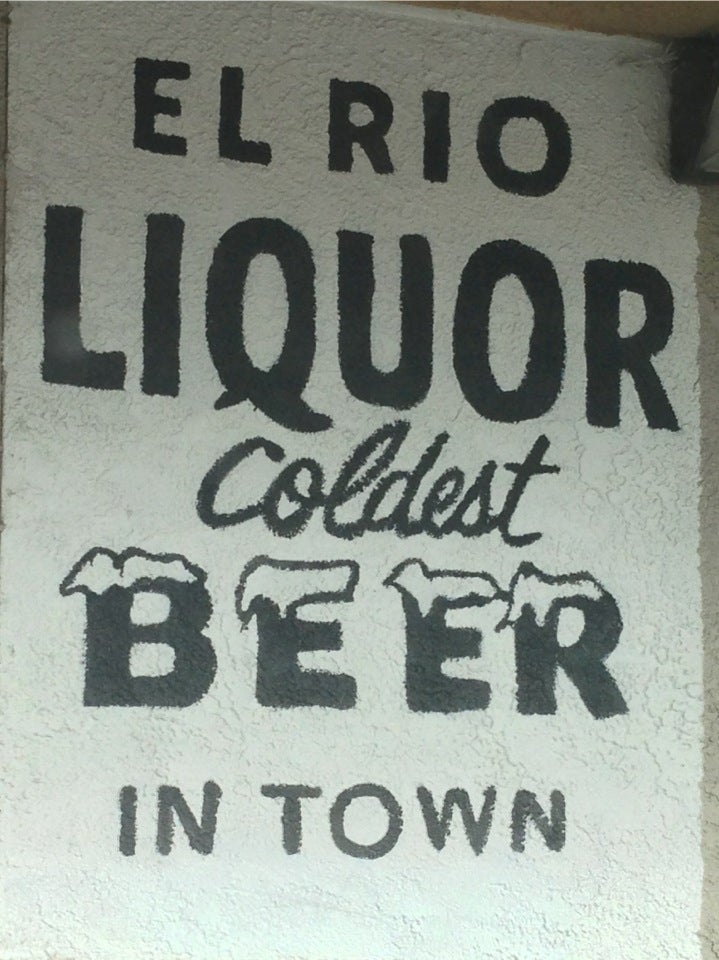 EL RIO
LIQUOR
Coldest
BEER
IN TOWN